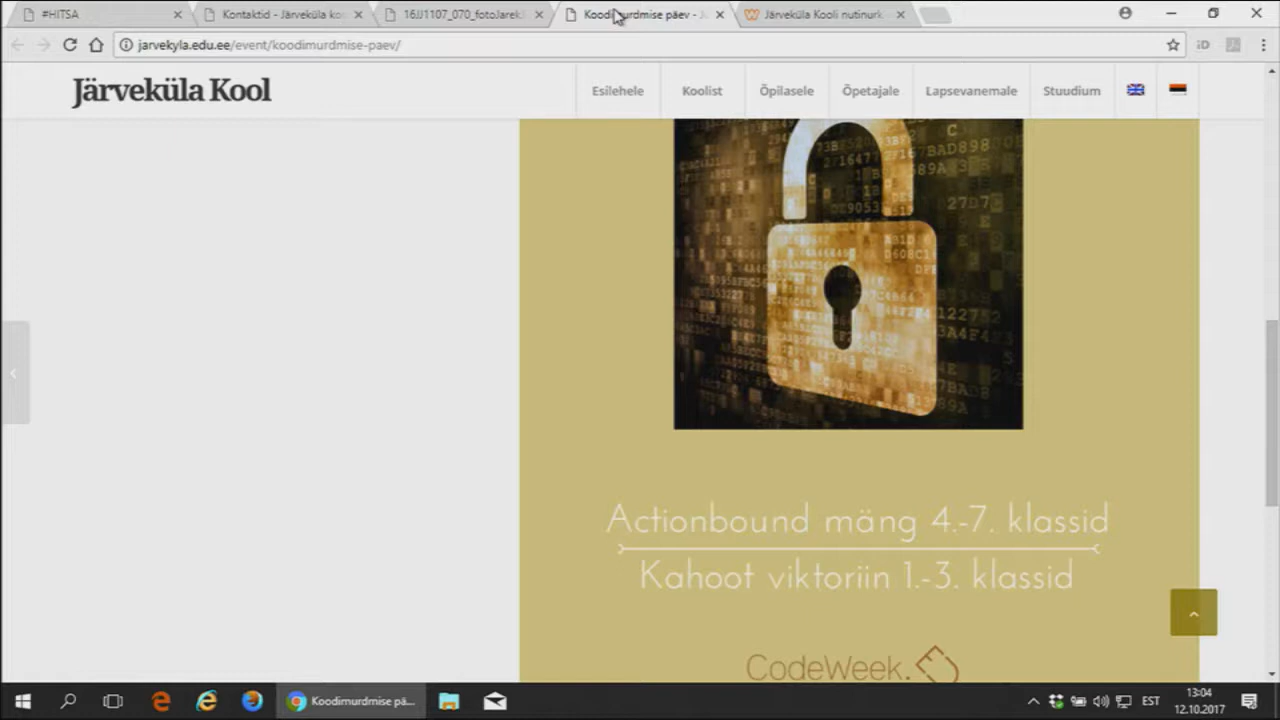 #HITSA
Kontaktid - Järveküla ko
16JJ1107_070_fotoJarek
Koodimurdmise päev - J
Järveküla Kooli nutinurk
jarvekyla.edu.ee/event/koodimurdmise-paev/
Järveküla Kool
Esilehele
Koolist
Õpilasele
Õpetajale
Lapsevanemale
Stuudium
Actionbound mäng 4.-7. klassid
Kahoot viktoriin 1.-3. klassid
CodeWeek.EU
Koodimurdmise pä...
EST
13:04
12.10.2017